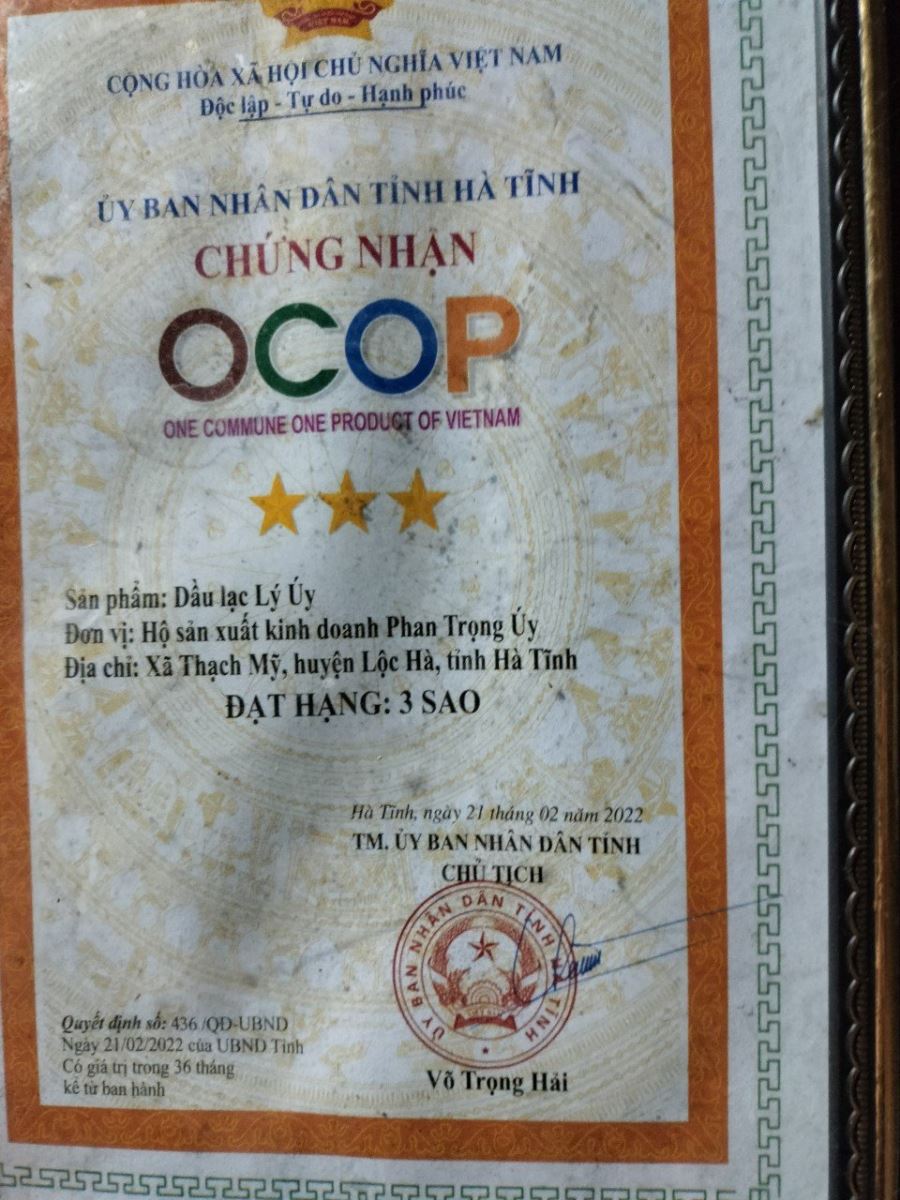 VIỆT NAM
CỘNG HÒA XÃ HỘI CHỦ NGHĨA VIỆT NAM
Độc lập - Tự do - Hạnh phúc
ỦY BAN NHÂN DÂN TỈNH HÀ TĨNH
CHỨNG NHẬN
OCOP
ONE COMMUNE ONE PRODUCT OF VIETNAM
Sản phẩm: Dầu lạc Lý Úy
Đơn vị: Hộ sản xuất kinh doanh Phan Trọng Úy
Địa chỉ: Xã Thạch Mỹ, huyện Lộc Hà, tỉnh Hà Tĩnh
ĐẠT HẠNG: 3 SAO
Hà Tĩnh, ngày 21 tháng 02 năm 2022
TM. ỦY BAN NHÂN DÂN TỈNH
CHỦ TỊCH
ỦY BAN NHÂN DÂN TỈNH HÀ TĨNH
Quyết định số: 436 /QĐ-UBND
Ngày 21/02/2022 của UBND Tỉnh
Có giá trị trong 36 tháng
kể từ ban hành
Võ Trọng Hải